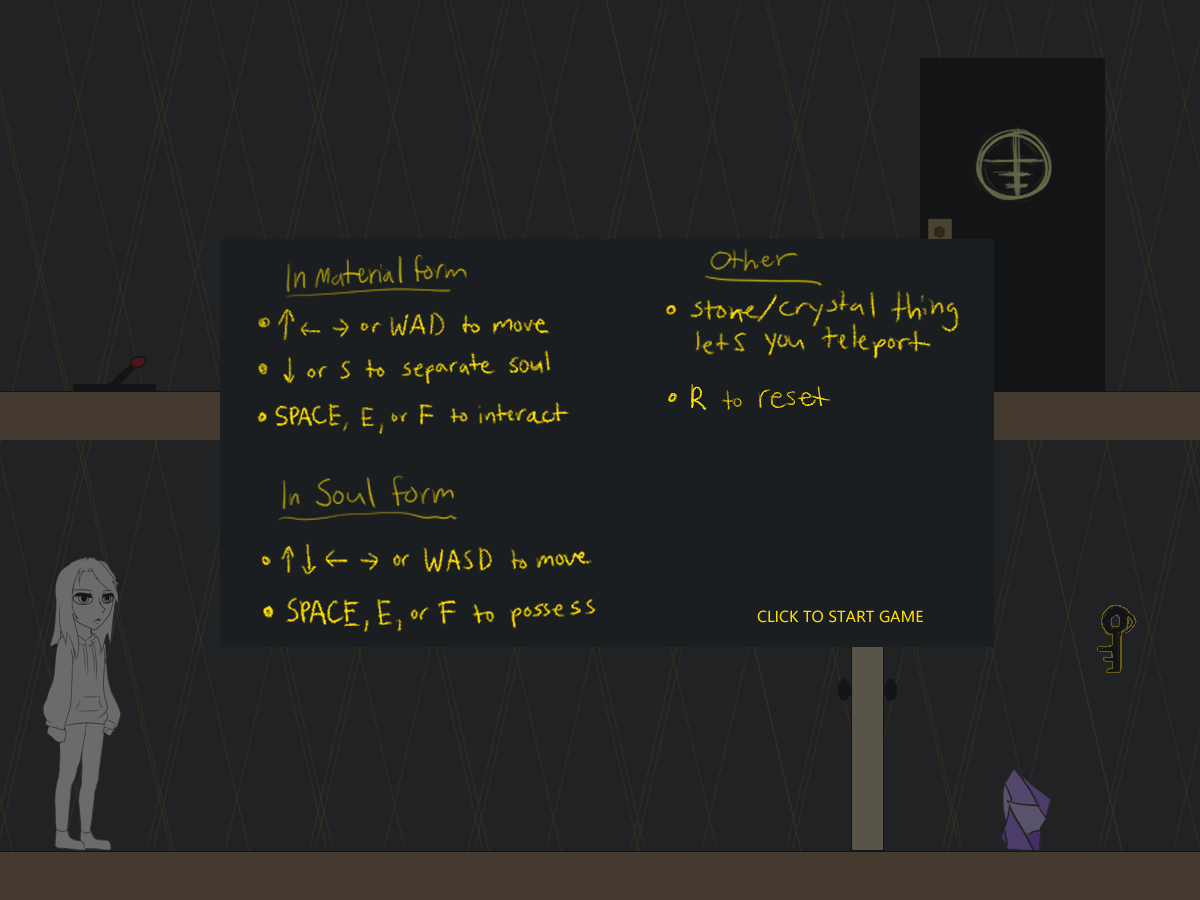 In Material form
• ↑ ← → or WAD to move
• ↓ or S to separate soul
• SPACE, E, or F to interact
In Soul form
• ↑ ↓ ← → or WASD to move
• SPACE, E, or F to possess
Other
• stone/crystal thing
lets you teleport
• R to reset
CLICK TO START GAME